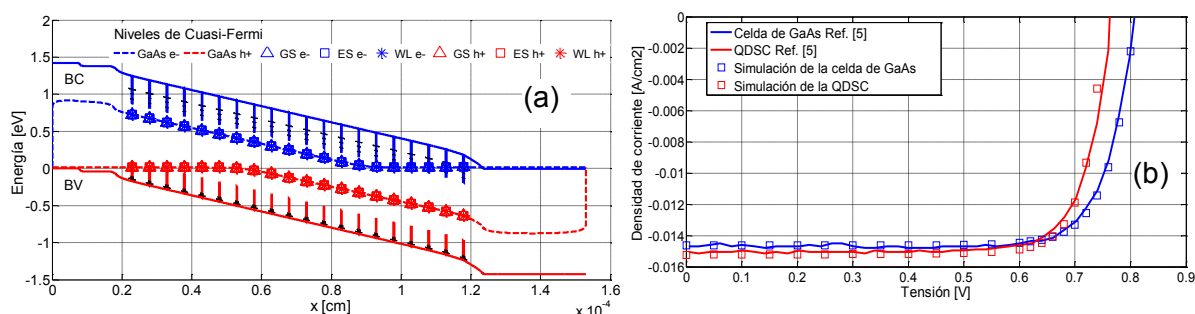 Niveles de Cuasi-Fermi
GaAs e- GaAs h+ GS e- ES e- WL e- GS h+ ES h+ WL h+
BC
BV
(a)
Energía [eV]
2
1.5
1
0.5
0
-0.5
-1
-1.5
0 0.2 0.4 0.6 0.8 1 1.2 1.4 1.6
x [cm]
x 10⁻⁴
Celda de GaAs Ref. [5]
QDSC Ref. [5]
Simulación de la celda de GaAs
Simulación de la QDSC
(b)
Densidad de corriente [A/cm2]
0
-0.002
-0.004
-0.006
-0.008
-0.01
-0.012
-0.014
-0.016
0 0.1 0.2 0.3 0.4 0.5 0.6 0.7 0.8 0.9
Tensión [V]